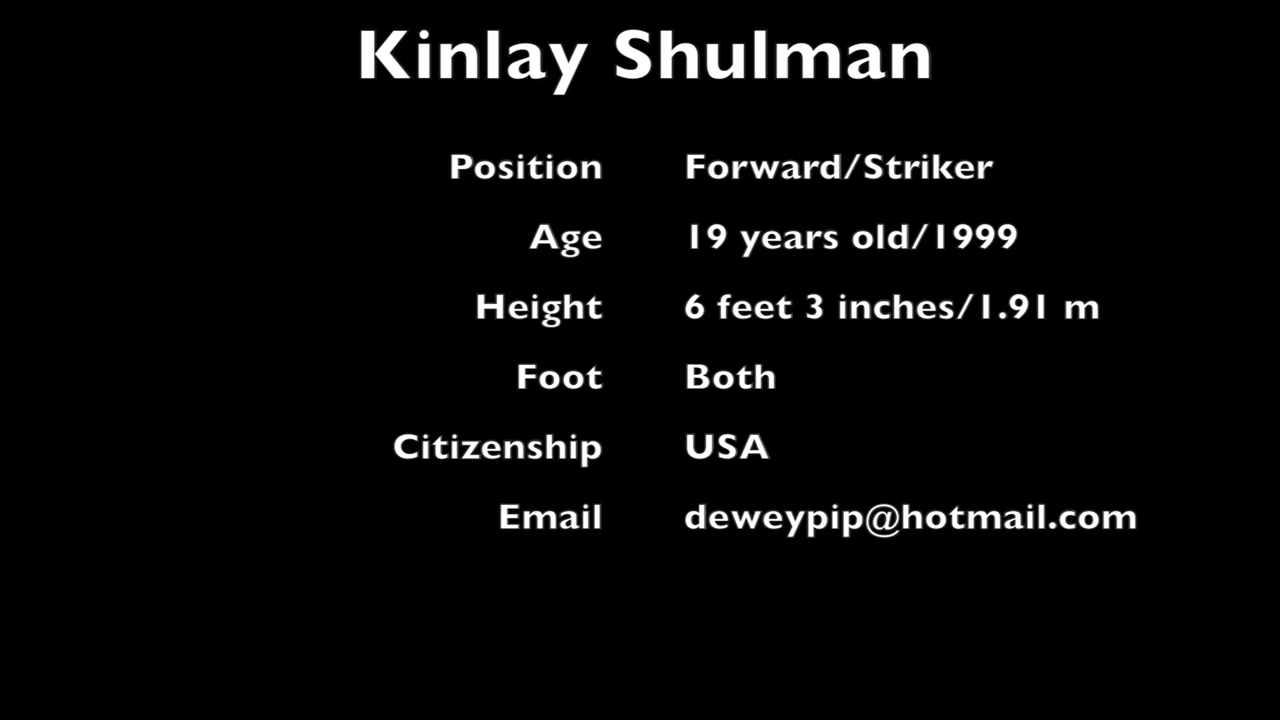 Kinlay Shulman
Position Forward/Striker
Age 19 years old/1999
Height 6 feet 3 inches/1.91 m
Foot Both
Citizenship USA
Email deweypip@hotmail.com